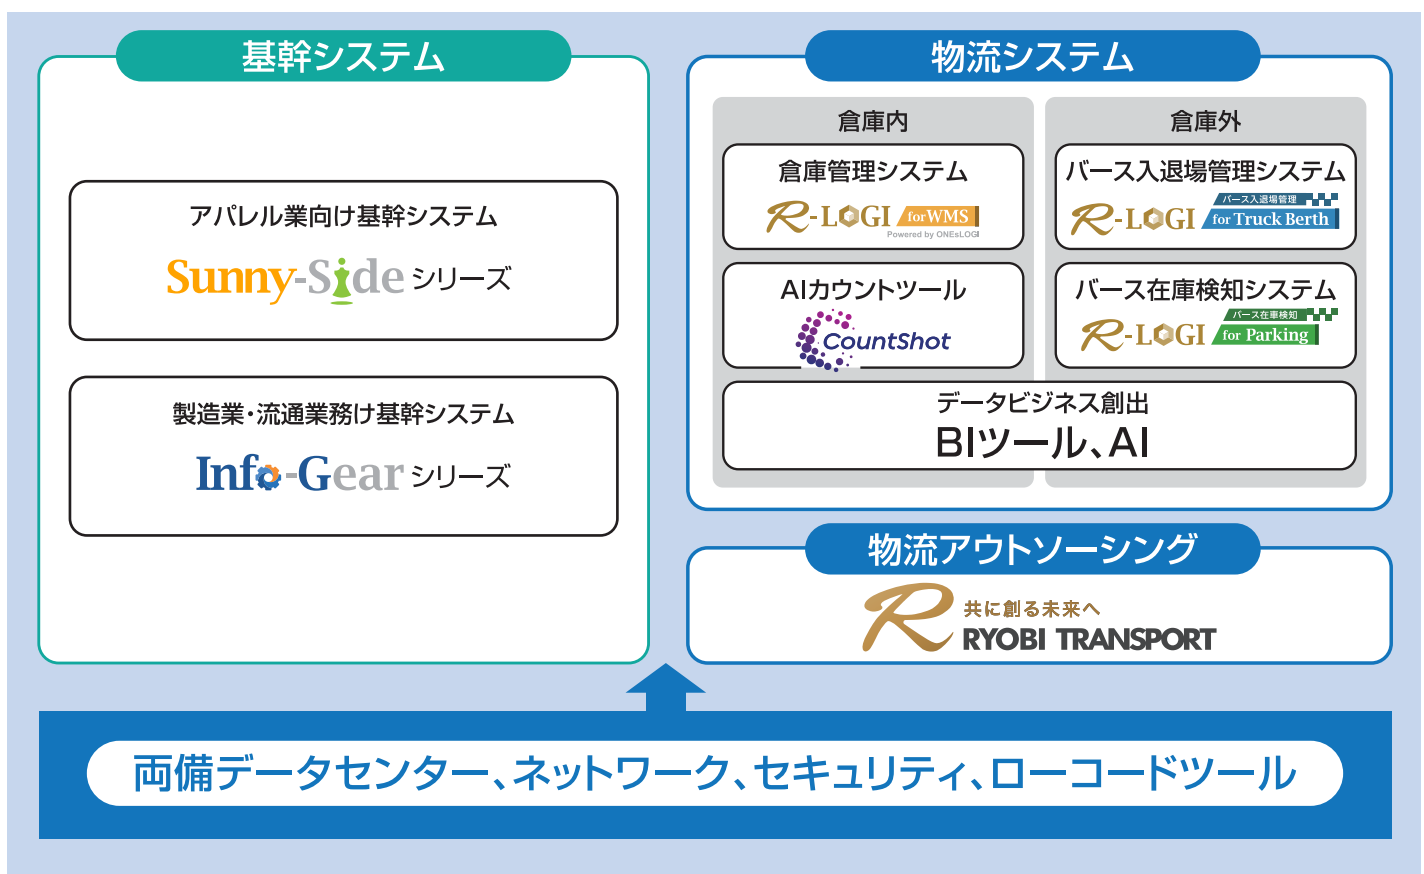 基幹システム
アパレル業向け基幹システム
Sunny-Side シリーズ
製造業・流通業務け基幹システム
Info-Gear シリーズ
物流システム
倉庫内
倉庫管理システム
R-LOGI for WMS
Powered by ONEsLOGI
AIカウントツール
CountShot
倉庫外
バース入退場管理システム
バース入退場管理
R-LOGI for Truck Berth
バース在庫検知システム
バース在車検知
R-LOGI for Parking
データビジネス創出
BIツール、AI
物流アウトソーシング
R 共に創る未来へ
RYOBI TRANSPORT
両備データセンター、ネットワーク、セキュリティ、ローコードツール